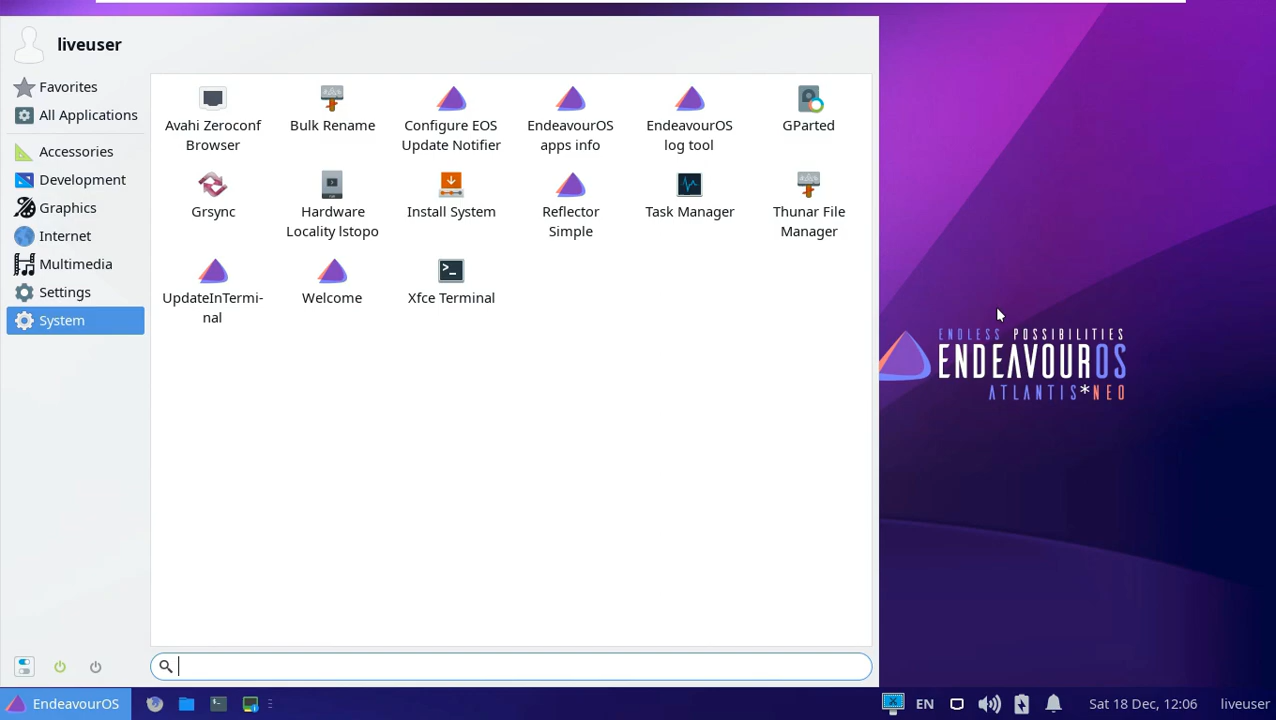 liveuser
Favorites
All Applications
Accessories
Development
Graphics
Internet
Multimedia
Settings
System
Avahi Zeroconf
Browser
Bulk Rename
Configure EOS
Update Notifier
EndeavourOS
apps info
EndeavourOS
log tool
GParted
Grsync
Hardware
Locality lstopo
Install System
Reflector
Simple
Task Manager
Thunar File
Manager
UpdateInTermi-
nal
Welcome
Xfce Terminal
ENDLESS POSSIBILITIES
ENDEAVOUROS
ATLANTIS*NEO
EndeavourOS
EN
Sat 18 Dec, 12:06
liveuser